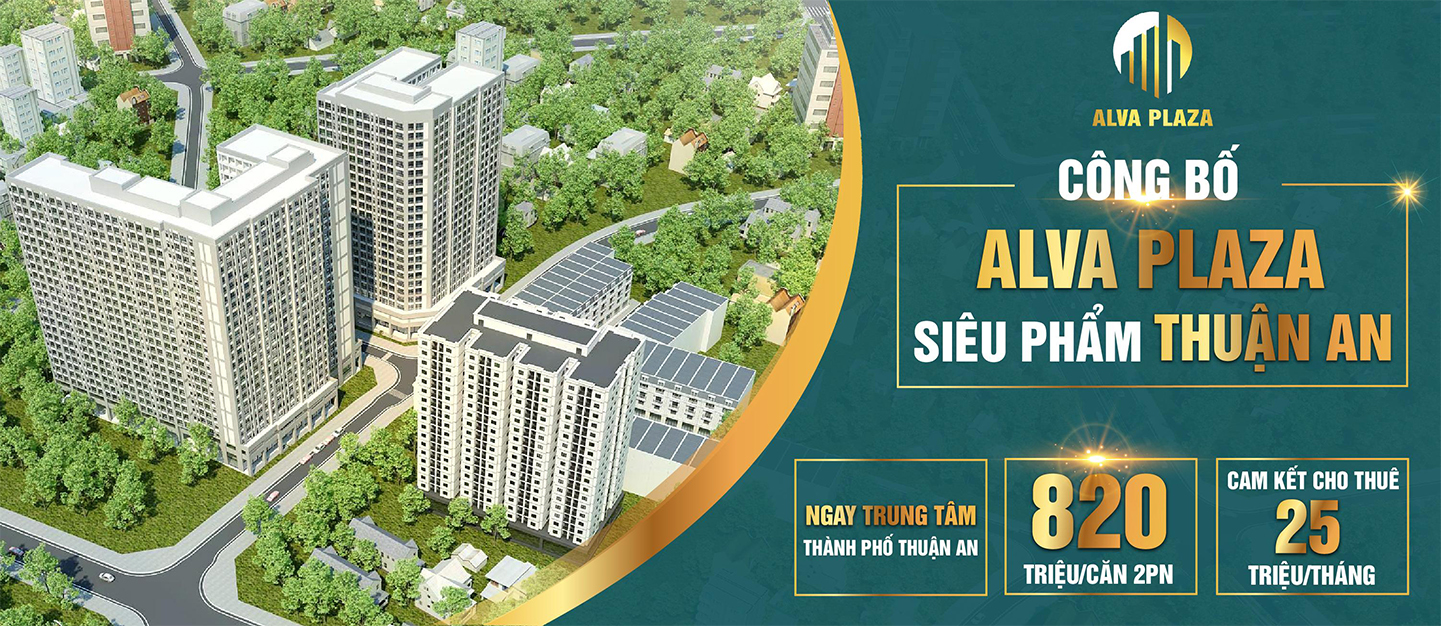 ALVA PLAZA
CÔNG BỐ
ALVA PLAZA
SIÊU PHẨM THUẬN AN
NGAY TRUNG TÂM
THÀNH PHỐ THUẬN AN
820
TRIỆU/CĂN 2PN
CAM KẾT CHO THUÊ
25
TRIỆU/THÁNG